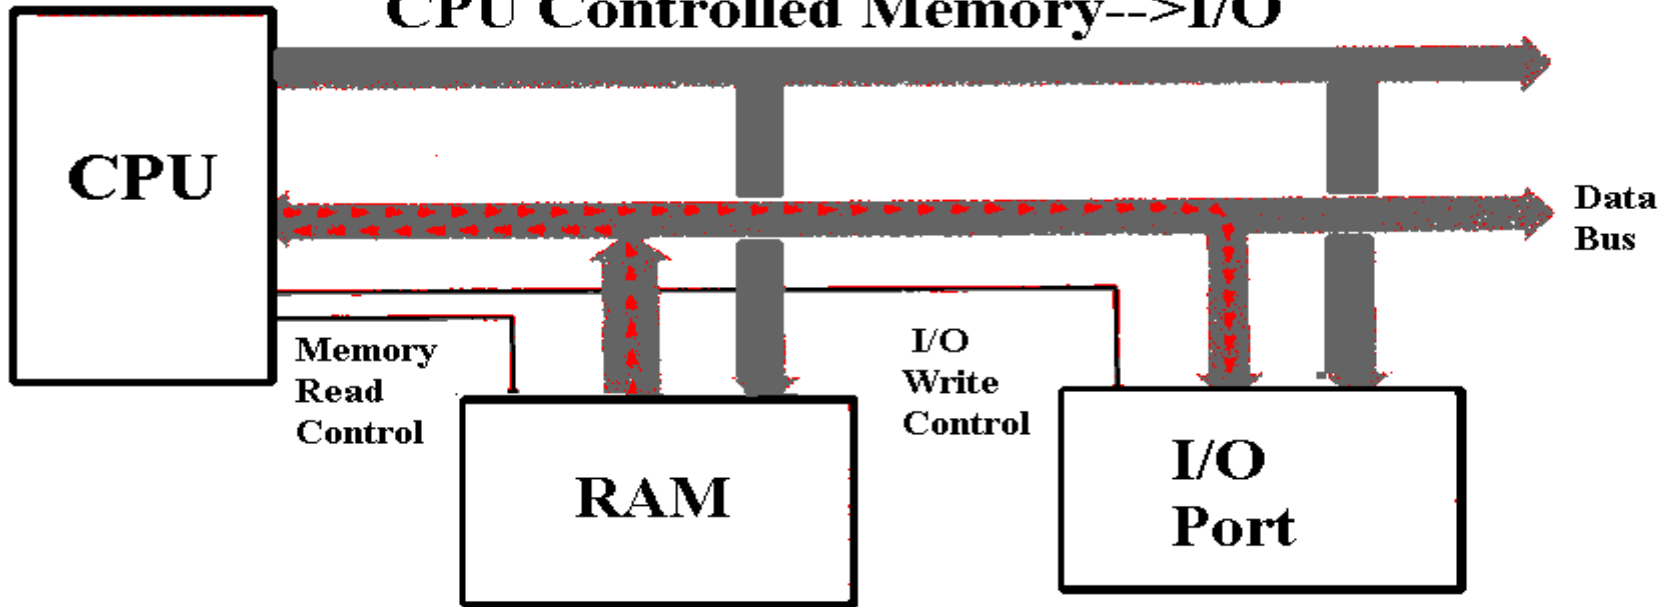 CPU Controlled Memory-->I/O
CPU
Data
Bus
Memory
Read
Control
I/O
Write
Control
RAM
I/O
Port